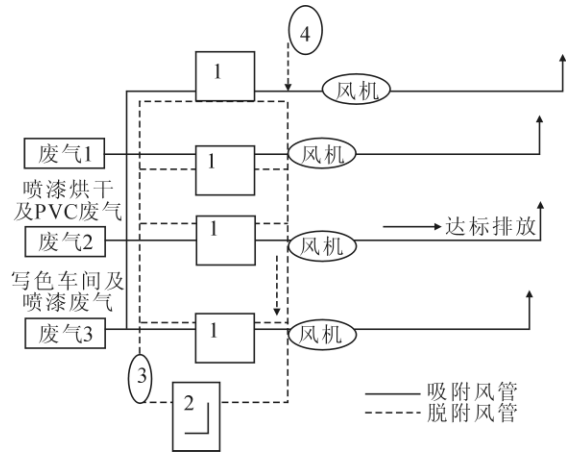 4
1
风机
废气1
1
风机
喷漆烘干
及PVC废气
1
废气2
风机
达标排放
写色车间及
喷漆废气
废气3
1
风机
3
2
吸附风管
脱附风管